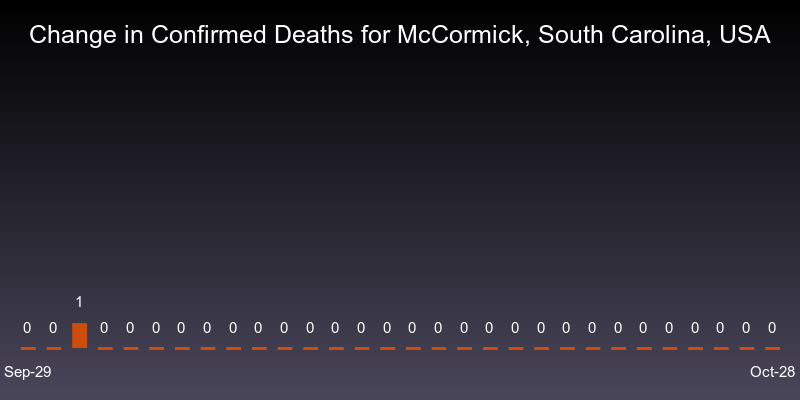 Change in Confirmed Deaths for McCormick, South Carolina, USA
1
0 0 0 0 0 0 0 0 0 0 0 0 0 0 0 0 0 0 0 0 0 0 0 0 0 0 0 0 0
Sep-29 Oct-28